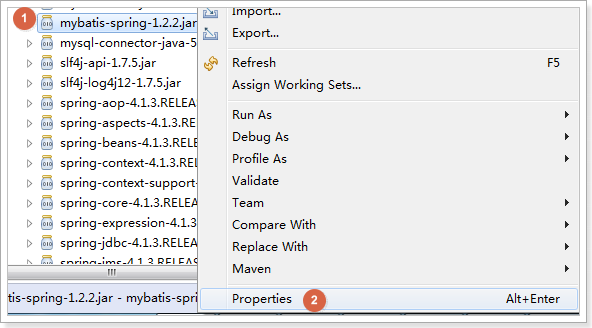 1
mybatis-spring-1.2.2.jar
mysql-connector-java-5
slf4j-api-1.7.5.jar
slf4j-log4j12-1.7.5.jar
spring-aop-4.1.3.RELEA
spring-aspects-4.1.3.REL
spring-beans-4.1.3.RELE
spring-context-4.1.3.REL
spring-context-support-
spring-core-4.1.3.RELEA
spring-expression-4.1.3
spring-jdbc-4.1.3.RELEA
spring-jms-4.1.3.RELEAS
tis-spring-1.2.2.jar - mybatis-spri
Import...
Export...
Refresh F5
Assign Working Sets...
Run As
Debug As
Profile As
Validate
Team
Compare With
Replace With
Maven
Properties 2 Alt+Enter